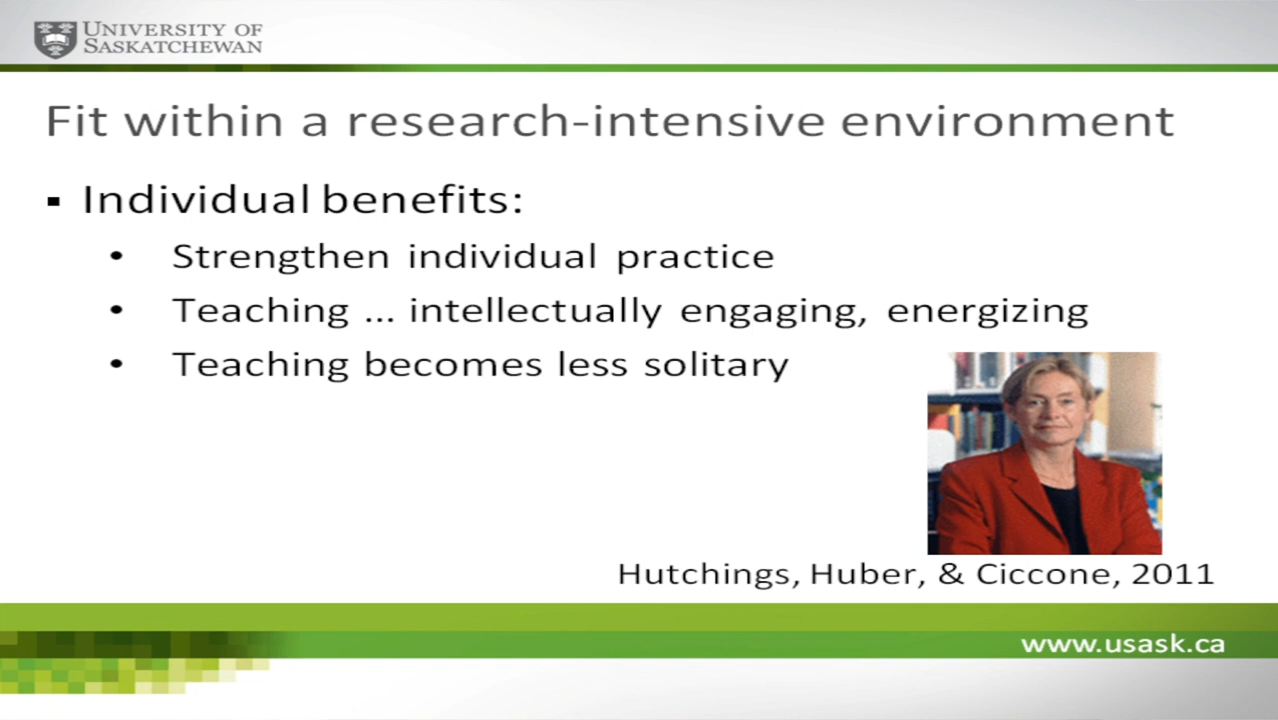 UNIVERSITY OF
SASKATCHEWAN
Fit within a research-intensive environment
▪ Individual benefits:
• Strengthen individual practice
• Teaching ... intellectually engaging, energizing
• Teaching becomes less solitary
Hutchings, Huber, & Ciccone, 2011
www.usask.ca